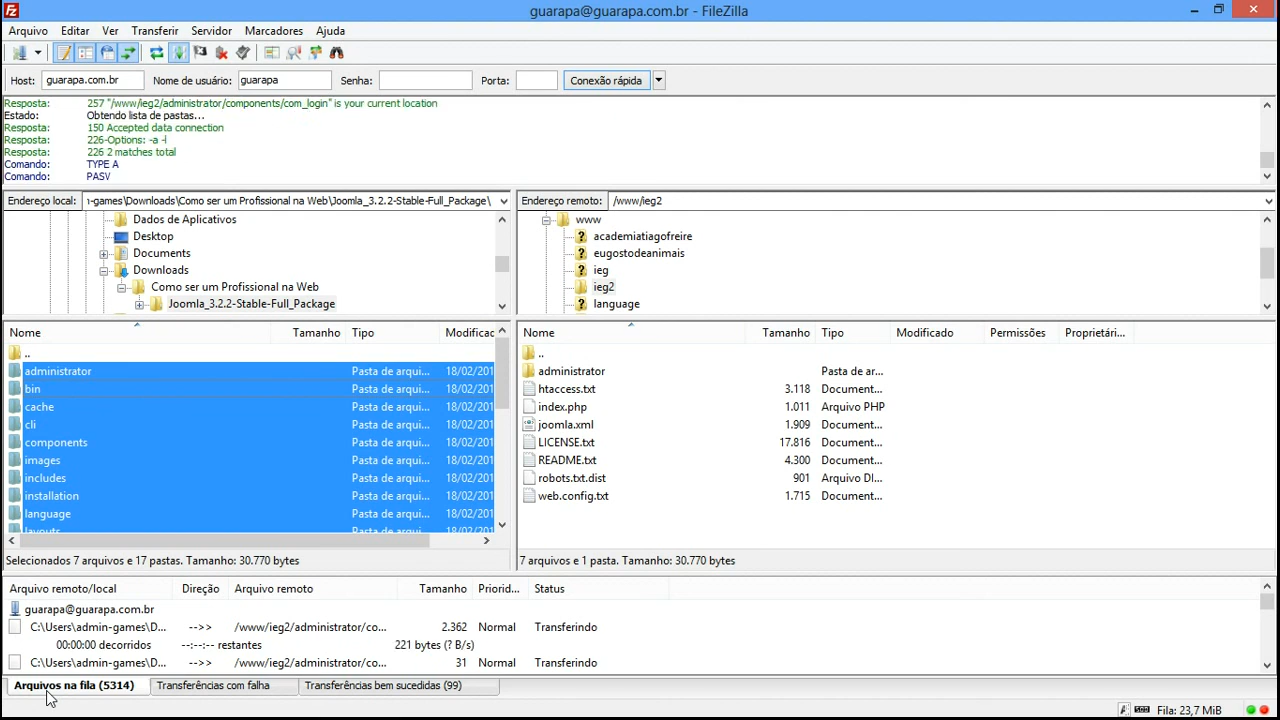 guarapa@guarapa.com.br - FileZilla
Arquivo Editar Ver Transferir Servidor Marcadores Ajuda
Host: guarapa.com.br Nome de usuário: guarapa Senha: Porta: Conexão rápida
Resposta: 257 "/www/ieg2/administrator/components/com_login" is your current location
Estado: Obtendo lista de pastas...
Resposta: 150 Accepted data connection
Resposta: 226-Options: -a -l
Resposta: 226 2 matches total
Comando: TYPE A
Comando: PASV
Endereço local: n-games\Downloads\Como ser um Profissional na Web\Joomla_3.2.2-Stable-Full_Package\
Dados de Aplicativos
Desktop
Documents
Downloads
Como ser um Profissional na Web
Joomla_3.2.2-Stable-Full_Package
Endereço remoto: /www/ieg2
www
academiatiagofreire
eugostodeanimais
ieg
ieg2
language
Nome Tamanho Tipo Modificac
..
administrator Pasta de arqui... 18/02/201
bin Pasta de arqui... 18/02/201
cache Pasta de arqui... 18/02/201
cli Pasta de arqui... 18/02/201
components Pasta de arqui... 18/02/201
images Pasta de arqui... 18/02/201
includes Pasta de arqui... 18/02/201
installation Pasta de arqui... 18/02/201
language Pasta de arqui... 18/02/201
layouts Pasta de arqui... 18/02/201
Selecionados 7 arquivos e 17 pastas. Tamanho: 30.770 bytes
Nome Tamanho Tipo Modificado Permissões Proprietári...
..
administrator Pasta de ar...
htaccess.txt 3.118 Document...
index.php 1.011 Arquivo PHP
joomla.xml 1.909 Document...
LICENSE.txt 17.816 Document...
README.txt 4.300 Document...
robots.txt.dist 901 Arquivo DI...
web.config.txt 1.715 Document...
7 arquivos e 1 pasta. Tamanho: 30.770 bytes
Arquivo remoto/local Direção Arquivo remoto Tamanho Priorid... Status
guarapa@guarapa.com.br
C:\Users\admin-games\D... -->> /www/ieg2/administrator/co... 2.362 Normal Transferindo
00:00:00 decorridos --:--:-- restantes 221 bytes (? B/s)
C:\Users\admin-games\D... -->> /www/ieg2/administrator/co... 31 Normal Transferindo
Arquivos na fila (5314) Transferências com falha Transferências bem sucedidas (99)
Fila: 23,7 MiB